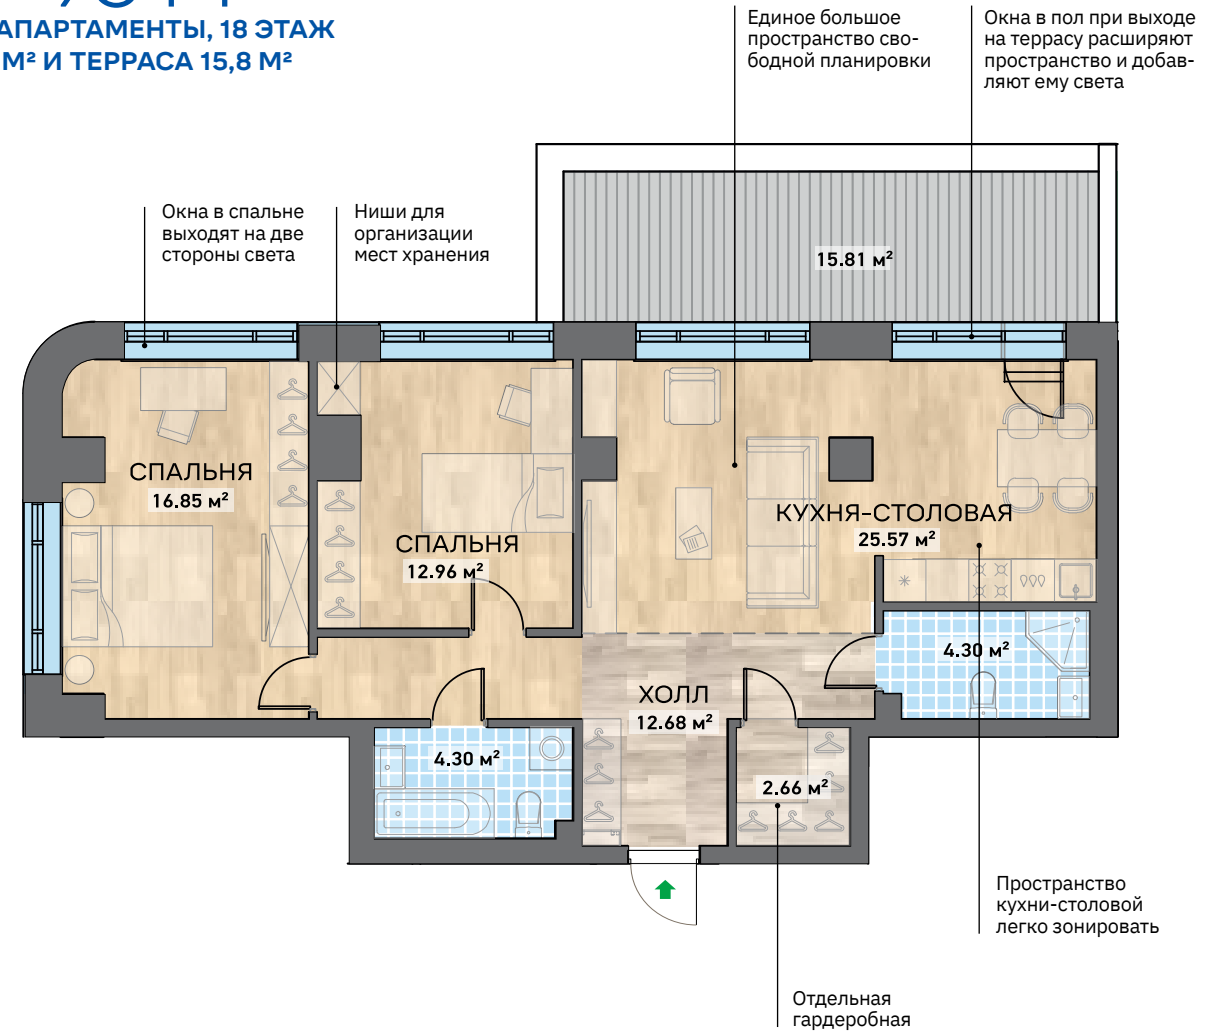 АПАРТАМЕНТЫ, 18 ЭТАЖ
М² И ТЕРРАСА 15,8 М²
Единое большое
пространство сво-
бодной планировки
Окна в пол при выходе
на террасу расширяют
пространство и добав-
ляют ему света
Окна в спальне
выходят на две
стороны света
Ниши для
организации
мест хранения
15.81 м²
СПАЛЬНЯ
16.85 м²
СПАЛЬНЯ
12.96 м²
КУХНЯ-СТОЛОВАЯ
25.57 м²
4.30 м²
ХОЛЛ
12.68 м²
4.30 м²
2.66 м²
Пространство
кухни-столовой
легко зонировать
Отдельная
гардеробная